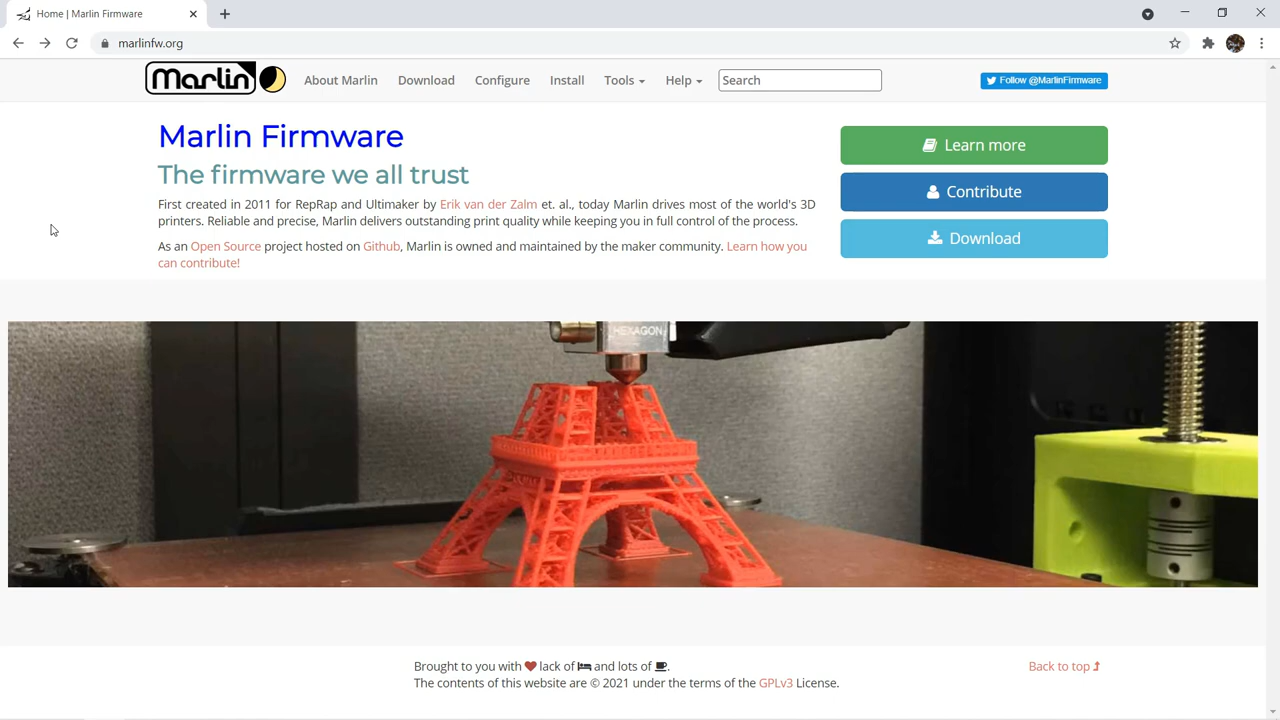 Home | Marlin Firmware
marlinfw.org
Marlin
About Marlin
Download
Configure
Install
Tools
Help
Search
Follow @MarlinFirmware
Marlin Firmware
The firmware we all trust
First created in 2011 for RepRap and Ultimaker by Erik van der Zalm et. al., today Marlin drives most of the world's 3D
printers. Reliable and precise, Marlin delivers outstanding print quality while keeping you in full control of the process.
As an Open Source project hosted on Github, Marlin is owned and maintained by the maker community. Learn how you
can contribute!
Learn more
Contribute
Download
HEXAGON
Brought to you with lack of and lots of .
The contents of this website are © 2021 under the terms of the GPLv3 License.
Back to top